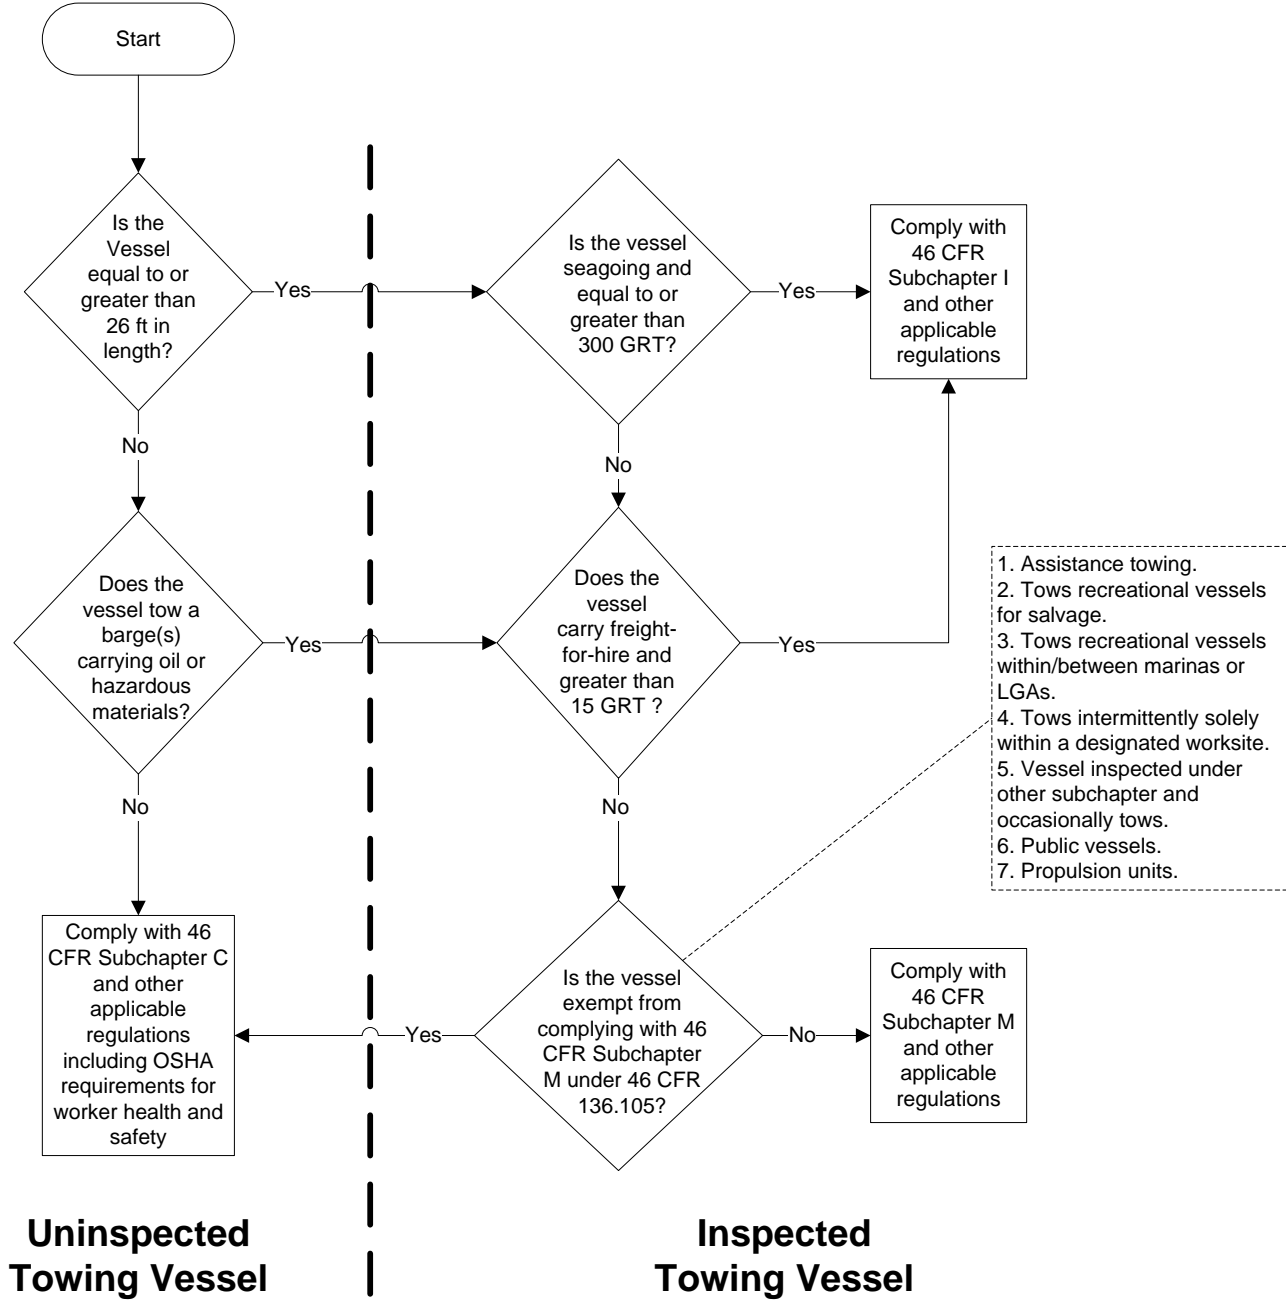 Start
Is the
Vessel
equal to or
greater than
26 ft in
length?
Yes
Is the vessel
seagoing and
equal to or
greater than
300 GRT?
Yes
Comply with
46 CFR
Subchapter I
and other
applicable
regulations
No
No
Does the
vessel tow a
barge(s)
carrying oil or
hazardous
materials?
Yes
Does the
vessel
carry freight-
for-hire and
greater than
15 GRT ?
Yes
1. Assistance towing.
2. Tows recreational vessels
for salvage.
3. Tows recreational vessels
within/between marinas or
LGAs.
4. Tows intermittently solely
within a designated worksite.
5. Vessel inspected under
other subchapter and
occasionally tows.
6. Public vessels.
7. Propulsion units.
No
No
Comply with 46
CFR Subchapter C
and other
applicable
regulations
including OSHA
requirements for
worker health and
safety
Yes
Is the vessel
exempt from
complying with 46
CFR Subchapter
M under 46 CFR
136.105?
No
Comply with
46 CFR
Subchapter M
and other
applicable
regulations
Uninspected
Towing Vessel
Inspected
Towing Vessel